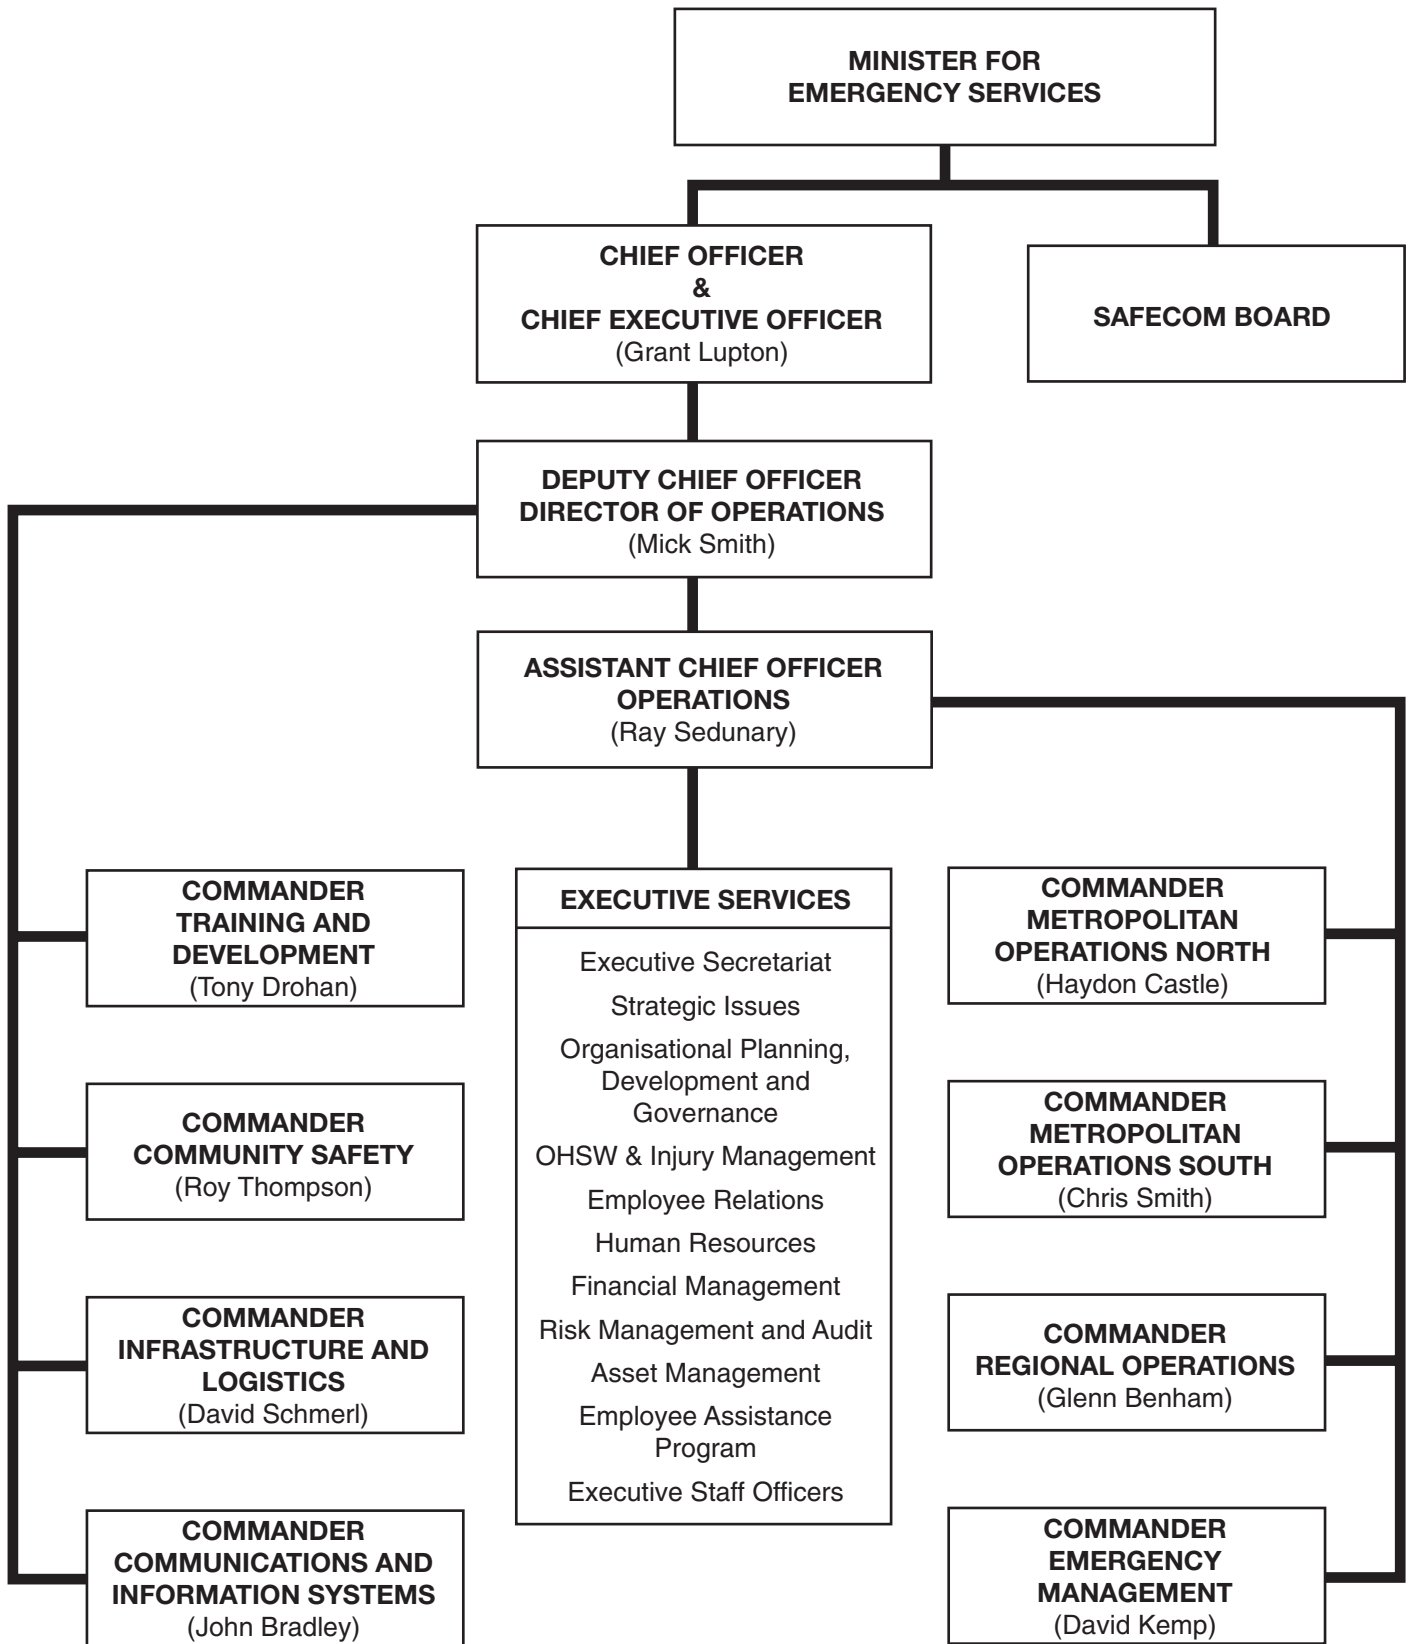 MINISTER FOR
EMERGENCY SERVICES
CHIEF OFFICER
&
CHIEF EXECUTIVE OFFICER
(Grant Lupton)
SAFECOM BOARD
DEPUTY CHIEF OFFICER
DIRECTOR OF OPERATIONS
(Mick Smith)
ASSISTANT CHIEF OFFICER
OPERATIONS
(Ray Sedunary)
COMMANDER
TRAINING AND
DEVELOPMENT
(Tony Drohan)
COMMANDER
COMMUNITY SAFETY
(Roy Thompson)
COMMANDER
INFRASTRUCTURE AND
LOGISTICS
(David Schmerl)
COMMANDER
COMMUNICATIONS AND
INFORMATION SYSTEMS
(John Bradley)
EXECUTIVE SERVICES
Executive Secretariat
Strategic Issues
Organisational Planning,
Development and
Governance
OHSW & Injury Management
Employee Relations
Human Resources
Financial Management
Risk Management and Audit
Asset Management
Employee Assistance
Program
Executive Staff Officers
COMMANDER
METROPOLITAN
OPERATIONS NORTH
(Haydon Castle)
COMMANDER
METROPOLITAN
OPERATIONS SOUTH
(Chris Smith)
COMMANDER
REGIONAL OPERATIONS
(Glenn Benham)
COMMANDER
EMERGENCY
MANAGEMENT
(David Kemp)